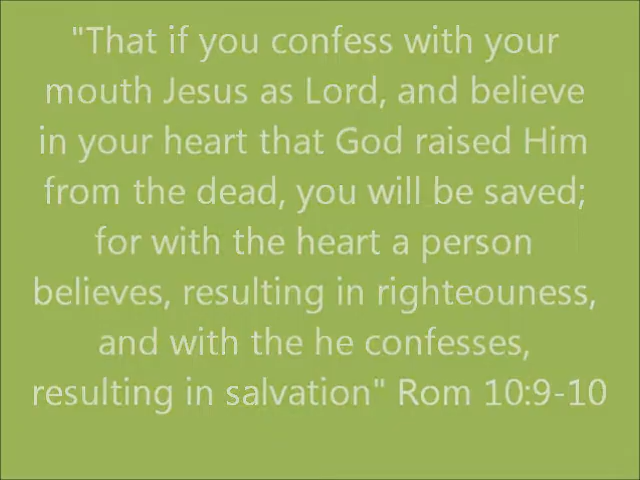 "That if you confess with your
mouth Jesus as Lord, and believe
in your heart that God raised Him
from the dead, you will be saved;
for with the heart a person
believes, resulting in righteouness,
and with the he confesses,
resulting in salvation" Rom 10:9-10